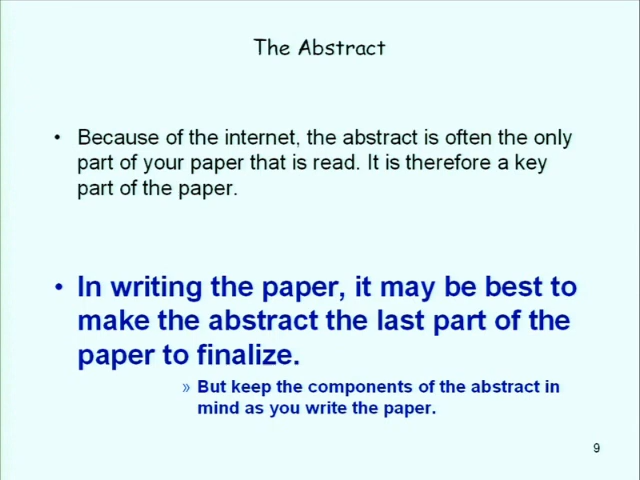 The Abstract
• Because of the internet, the abstract is often the only
part of your paper that is read. It is therefore a key
part of the paper.
• In writing the paper, it may be best to
make the abstract the last part of the
paper to finalize.
» But keep the components of the abstract in
mind as you write the paper.
9